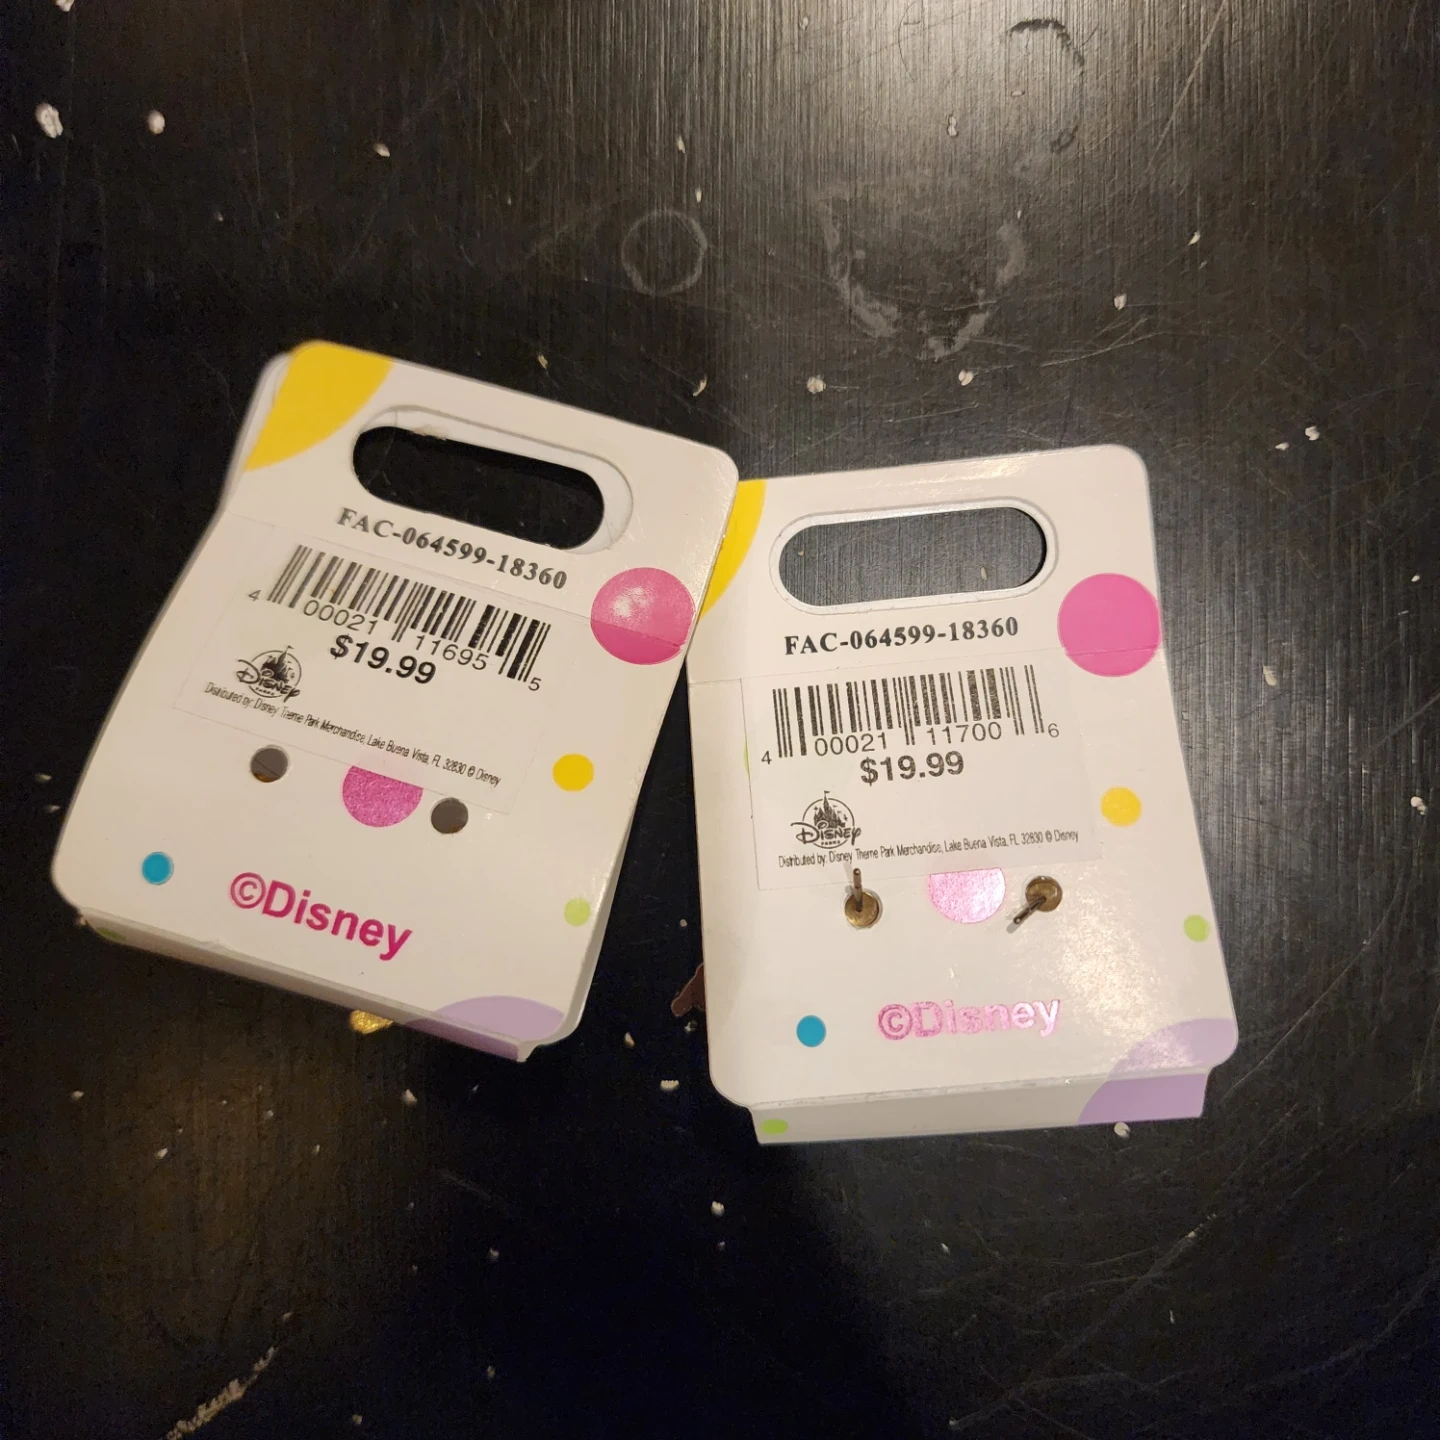 FAC-064599-18360
4 00021 11695 5
$19.99
Disney
PARKS
Distributed by: Disney Theme Park Merchandise, Lake Buena Vista, FL 32830 © Disney
©Disney
FAC-064599-18360
4 00021 11700 6
$19.99
Disney
PARKS
Distributed by: Disney Theme Park Merchandise, Lake Buena Vista, FL 32830 © Disney
©Disney